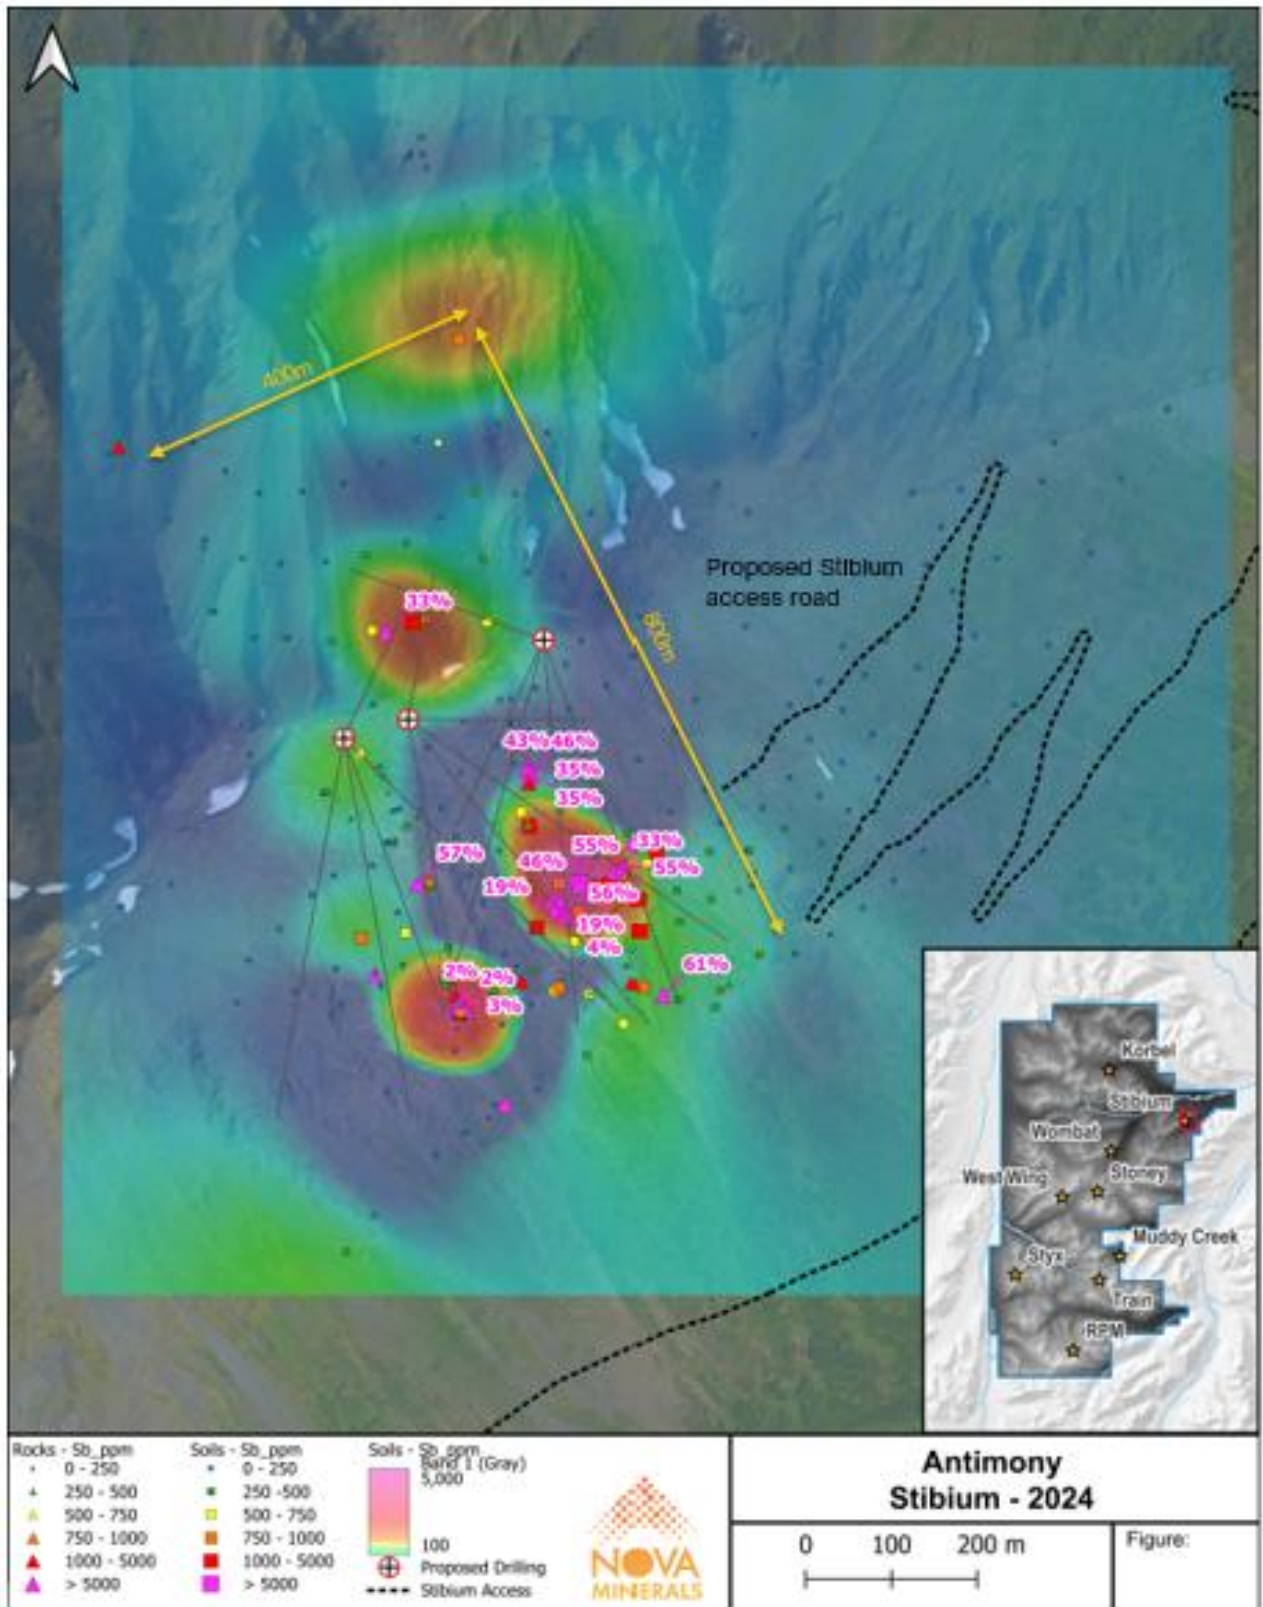 400m
33%
Proposed Stibium
access road
800m
43% 46%
35%
35%
55% 33%
57% 46% 55%
19% 56%
19%
4%
61%
2% 2%
3%
Korbel
Stibium
Wombat
West Wing Stoney
Muddy Creek
Styx
Train
RPM
Rocks - Sb_ppm
0 - 250
250 - 500
500 - 750
750 - 1000
1000 - 5000
> 5000
Soils - Sb_ppm
0 - 250
250 -500
500 - 750
750 - 1000
1000 - 5000
> 5000
Soils - Sb_ppm
Band 1 (Gray)
5,000
100
Proposed Drilling
Stibium Access
NOVA
MINERALS
Antimony
Stibium - 2024
0 100 200 m
Figure: